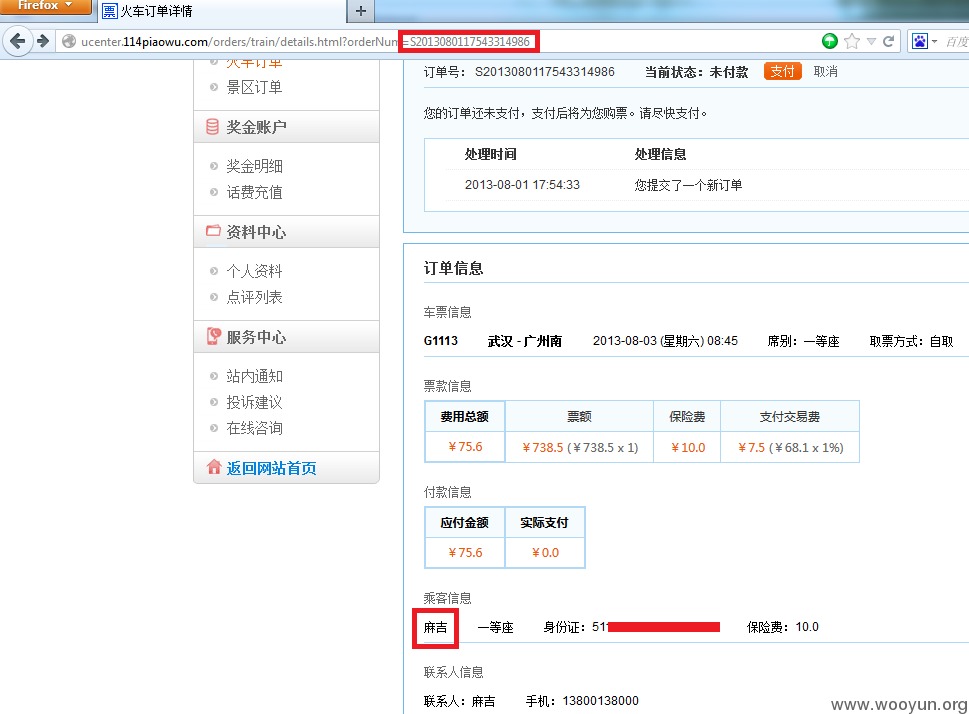 Firefox
火车订单详情
ucenter.114piaowu.com/orders/train/details.html?orderNum=S2013080117543314986
百度
火车订单
景区订单
奖金账户
奖金明细
话费充值
资料中心
个人资料
点评列表
服务中心
站内通知
投诉建议
在线咨询
返回网站首页
订单号： S2013080117543314986 当前状态：未付款 支付 取消
您的订单还未支付，支付后将为您购票。请尽快支付。
处理时间 处理信息
2013-08-01 17:54:33 您提交了一个新订单
订单信息
车票信息
G1113 武汉 - 广州南 2013-08-03 (星期六) 08:45 席别：一等座 取票方式：自取
票款信息
费用总额 票额 保险费 支付交易费
¥75.6 ¥738.5 (¥738.5 x 1) ¥10.0 ¥7.5 (¥68.1 x 1%)
付款信息
应付金额 实际支付
¥75.6 ¥0.0
乘客信息
麻吉 一等座 身份证：511 保险费：10.0
联系人信息
联系人：麻吉 手机：13800138000
www.wooyun.org